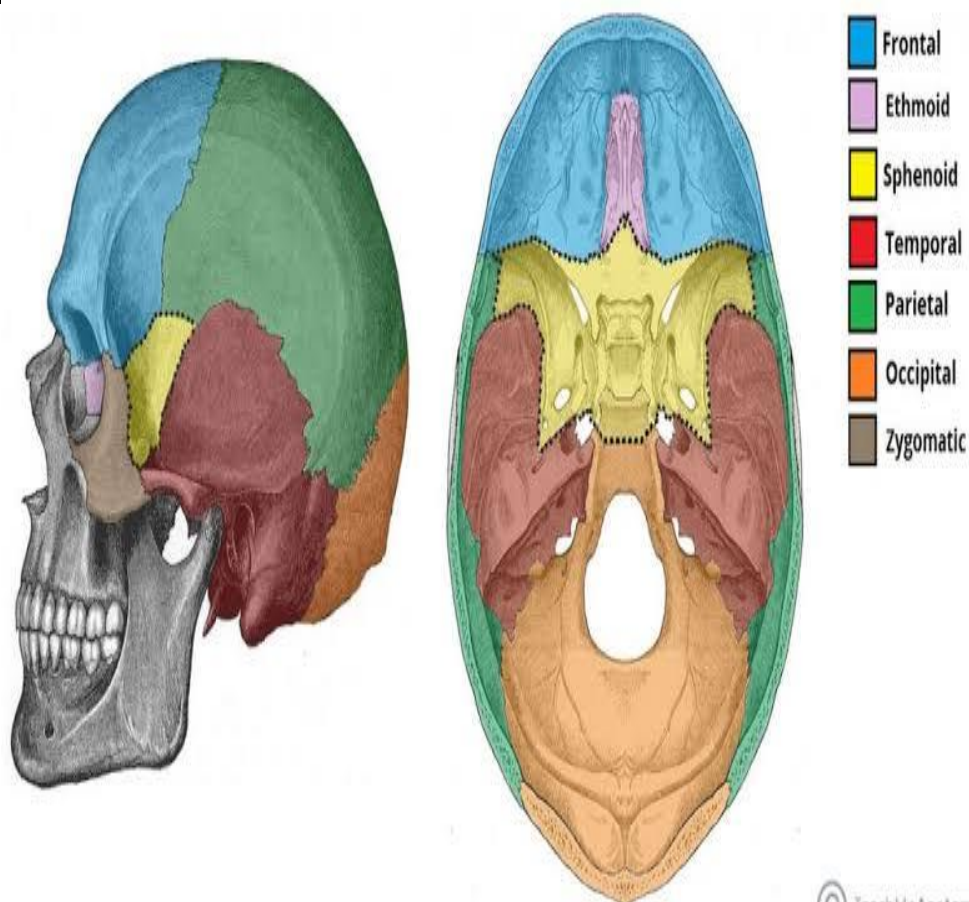 Frontal
Ethmoid
Sphenoid
Temporal
Parietal
Occipital
Zygomatic